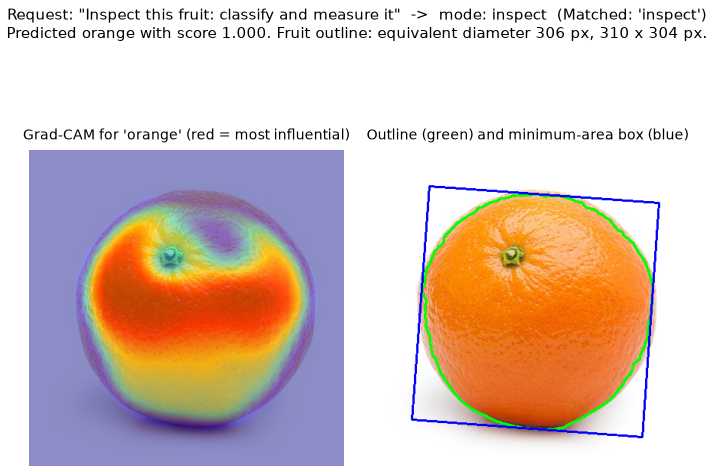 Request: "Inspect this fruit: classify and measure it"  ->  mode: inspect  (Matched: 'inspect')
Predicted orange with score 1.000. Fruit outline: equivalent diameter 306 px, 310 x 304 px.
Grad-CAM for 'orange' (red = most influential)
Outline (green) and minimum-area box (blue)